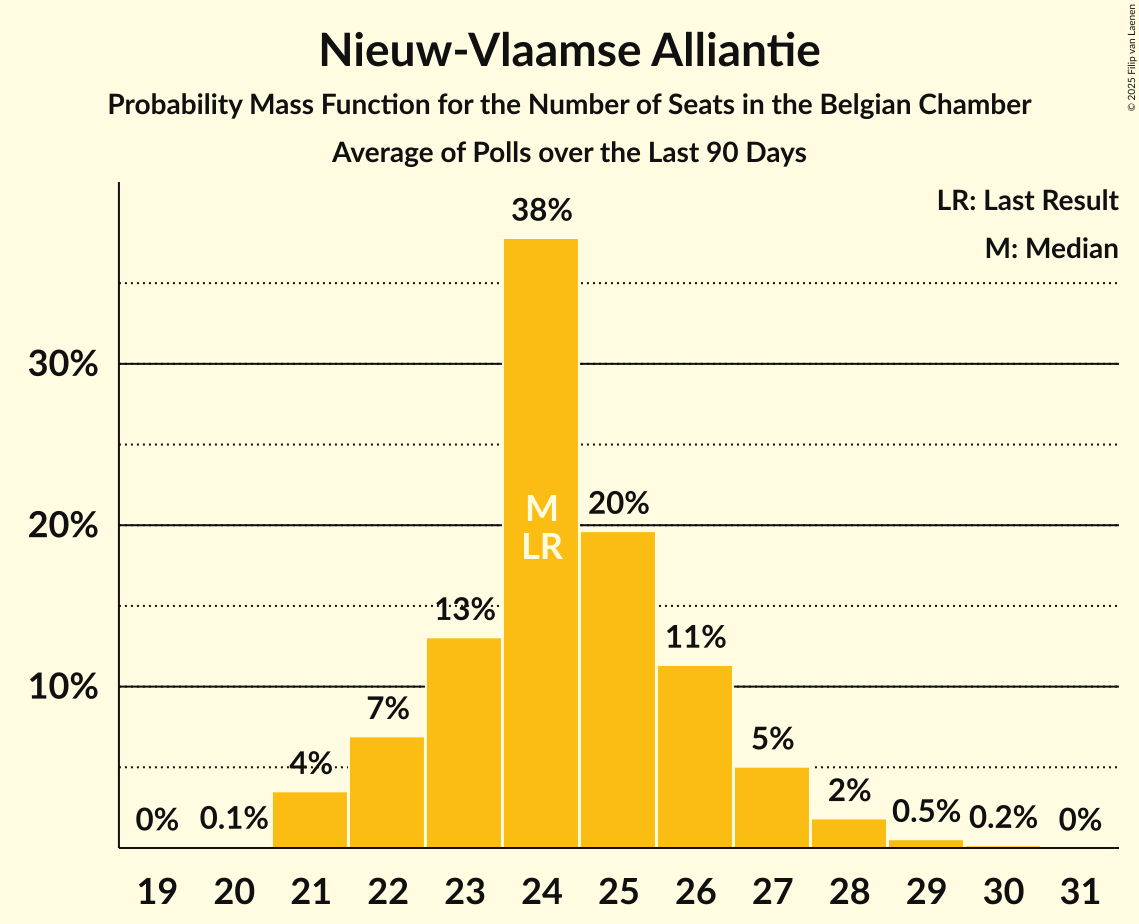 Nieuw-Vlaamse Alliantie
Probability Mass Function for the Number of Seats in the Belgian Chamber
Average of Polls over the Last 90 Days
© 2025 Filip van Laenen
LR: Last Result
M: Median
38%
30%
20%
M
LR
20%
13%
11%
10%
7%
5%
4%
2%
0%
0.1%
0.5%
0.2%
0%
19 20 21 22 23 24 25 26 27 28 29 30 31